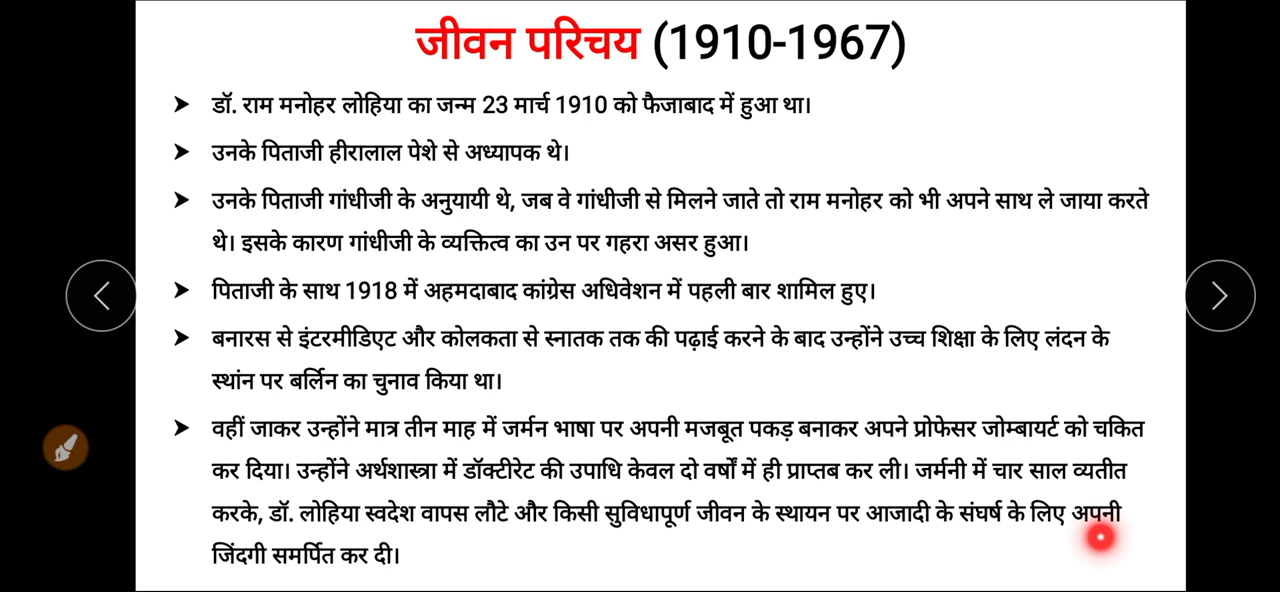 जीवन परिचय (1910-1967)
➤ डॉ. राम मनोहर लोहिया का जन्म 23 मार्च 1910 को फैजाबाद में हुआ था।
➤ उनके पिताजी हीरालाल पेशे से अध्यापक थे।
➤ उनके पिताजी गांधीजी के अनुयायी थे, जब वे गांधीजी से मिलने जाते तो राम मनोहर को भी अपने साथ ले जाया करते
थे। इसके कारण गांधीजी के व्यक्तित्व का उन पर गहरा असर हुआ।
➤ पिताजी के साथ 1918 में अहमदाबाद कांग्रेस अधिवेशन में पहली बार शामिल हुए।
➤ बनारस से इंटरमीडिएट और कोलकता से स्नातक तक की पढ़ाई करने के बाद उन्होंने उच्च शिक्षा के लिए लंदन के
स्थांन पर बर्लिन का चुनाव किया था।
➤ वहीं जाकर उन्होंने मात्र तीन माह में जर्मन भाषा पर अपनी मजबूत पकड़ बनाकर अपने प्रोफेसर जोम्बायर्ट को चकित
कर दिया। उन्होंने अर्थशास्त्रा में डॉक्टीरेट की उपाधि केवल दो वर्षों में ही प्राप्तब कर ली। जर्मनी में चार साल व्यतीत
करके, डॉ. लोहिया स्वदेश वापस लौटे और किसी सुविधापूर्ण जीवन के स्थायन पर आजादी के संघर्ष के लिए अपनी
जिंदगी समर्पित कर दी।